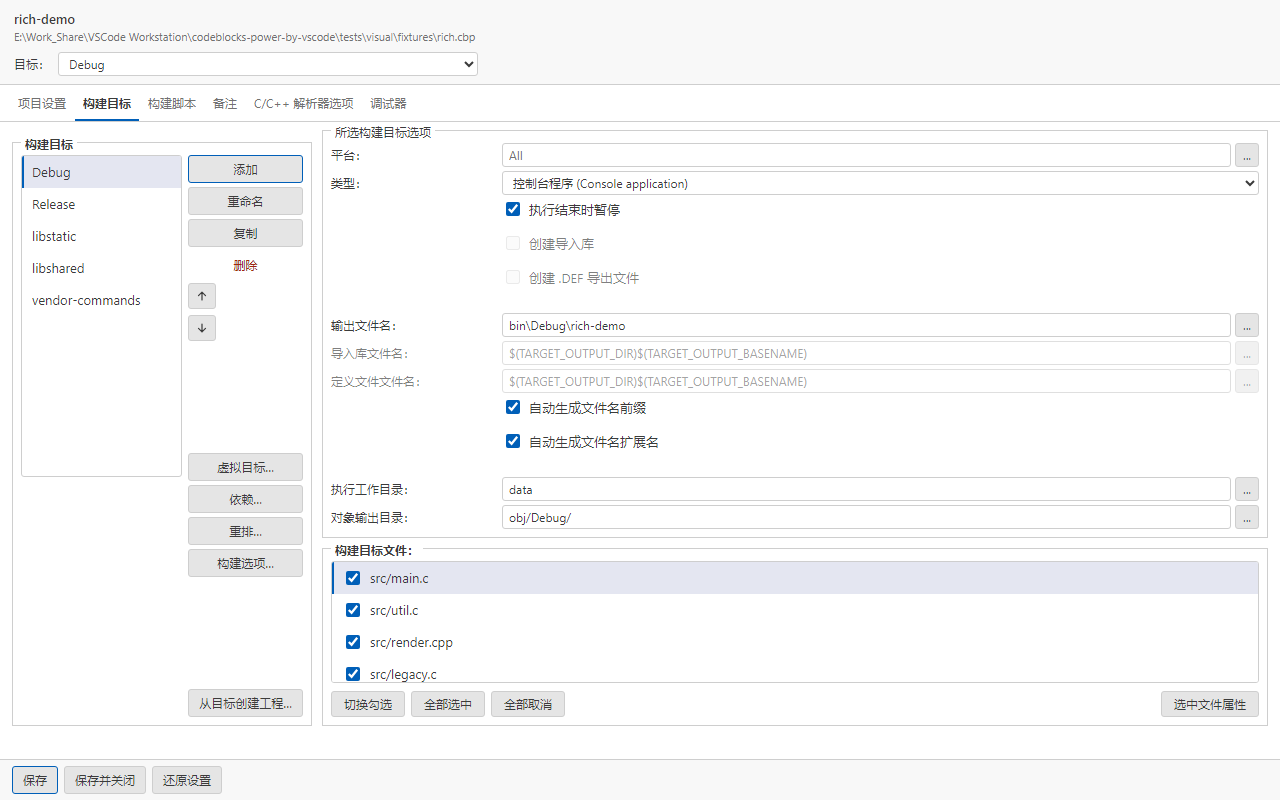 rich-demo
E:\Work_Share\VSCode Workstation\codeblocks-power-by-vscode\tests\visual\fixtures\rich.cbp
目标： Debug
项目设置 构建目标 构建脚本 备注 C/C++ 解析器选项 调试器
构建目标
Debug
Release
libstatic
libshared
vendor-commands
添加
重命名
复制
删除
↑
↓
虚拟目标...
依赖...
重排...
构建选项...
从目标创建工程...
所选构建目标选项
平台： All ...
类型： 控制台程序 (Console application)
执行结束时暂停
创建导入库
创建 .DEF 导出文件
输出文件名： bin\Debug\rich-demo ...
导入库文件名： $(TARGET_OUTPUT_DIR)$(TARGET_OUTPUT_BASENAME) ...
定义文件文件名： $(TARGET_OUTPUT_DIR)$(TARGET_OUTPUT_BASENAME) ...
自动生成文件名前缀
自动生成文件名扩展名
执行工作目录： data ...
对象输出目录： obj/Debug/ ...
构建目标文件：
src/main.c
src/util.c
src/render.cpp
src/legacy.c
切换勾选 全部选中 全部取消 选中文件属性
保存 保存并关闭 还原设置